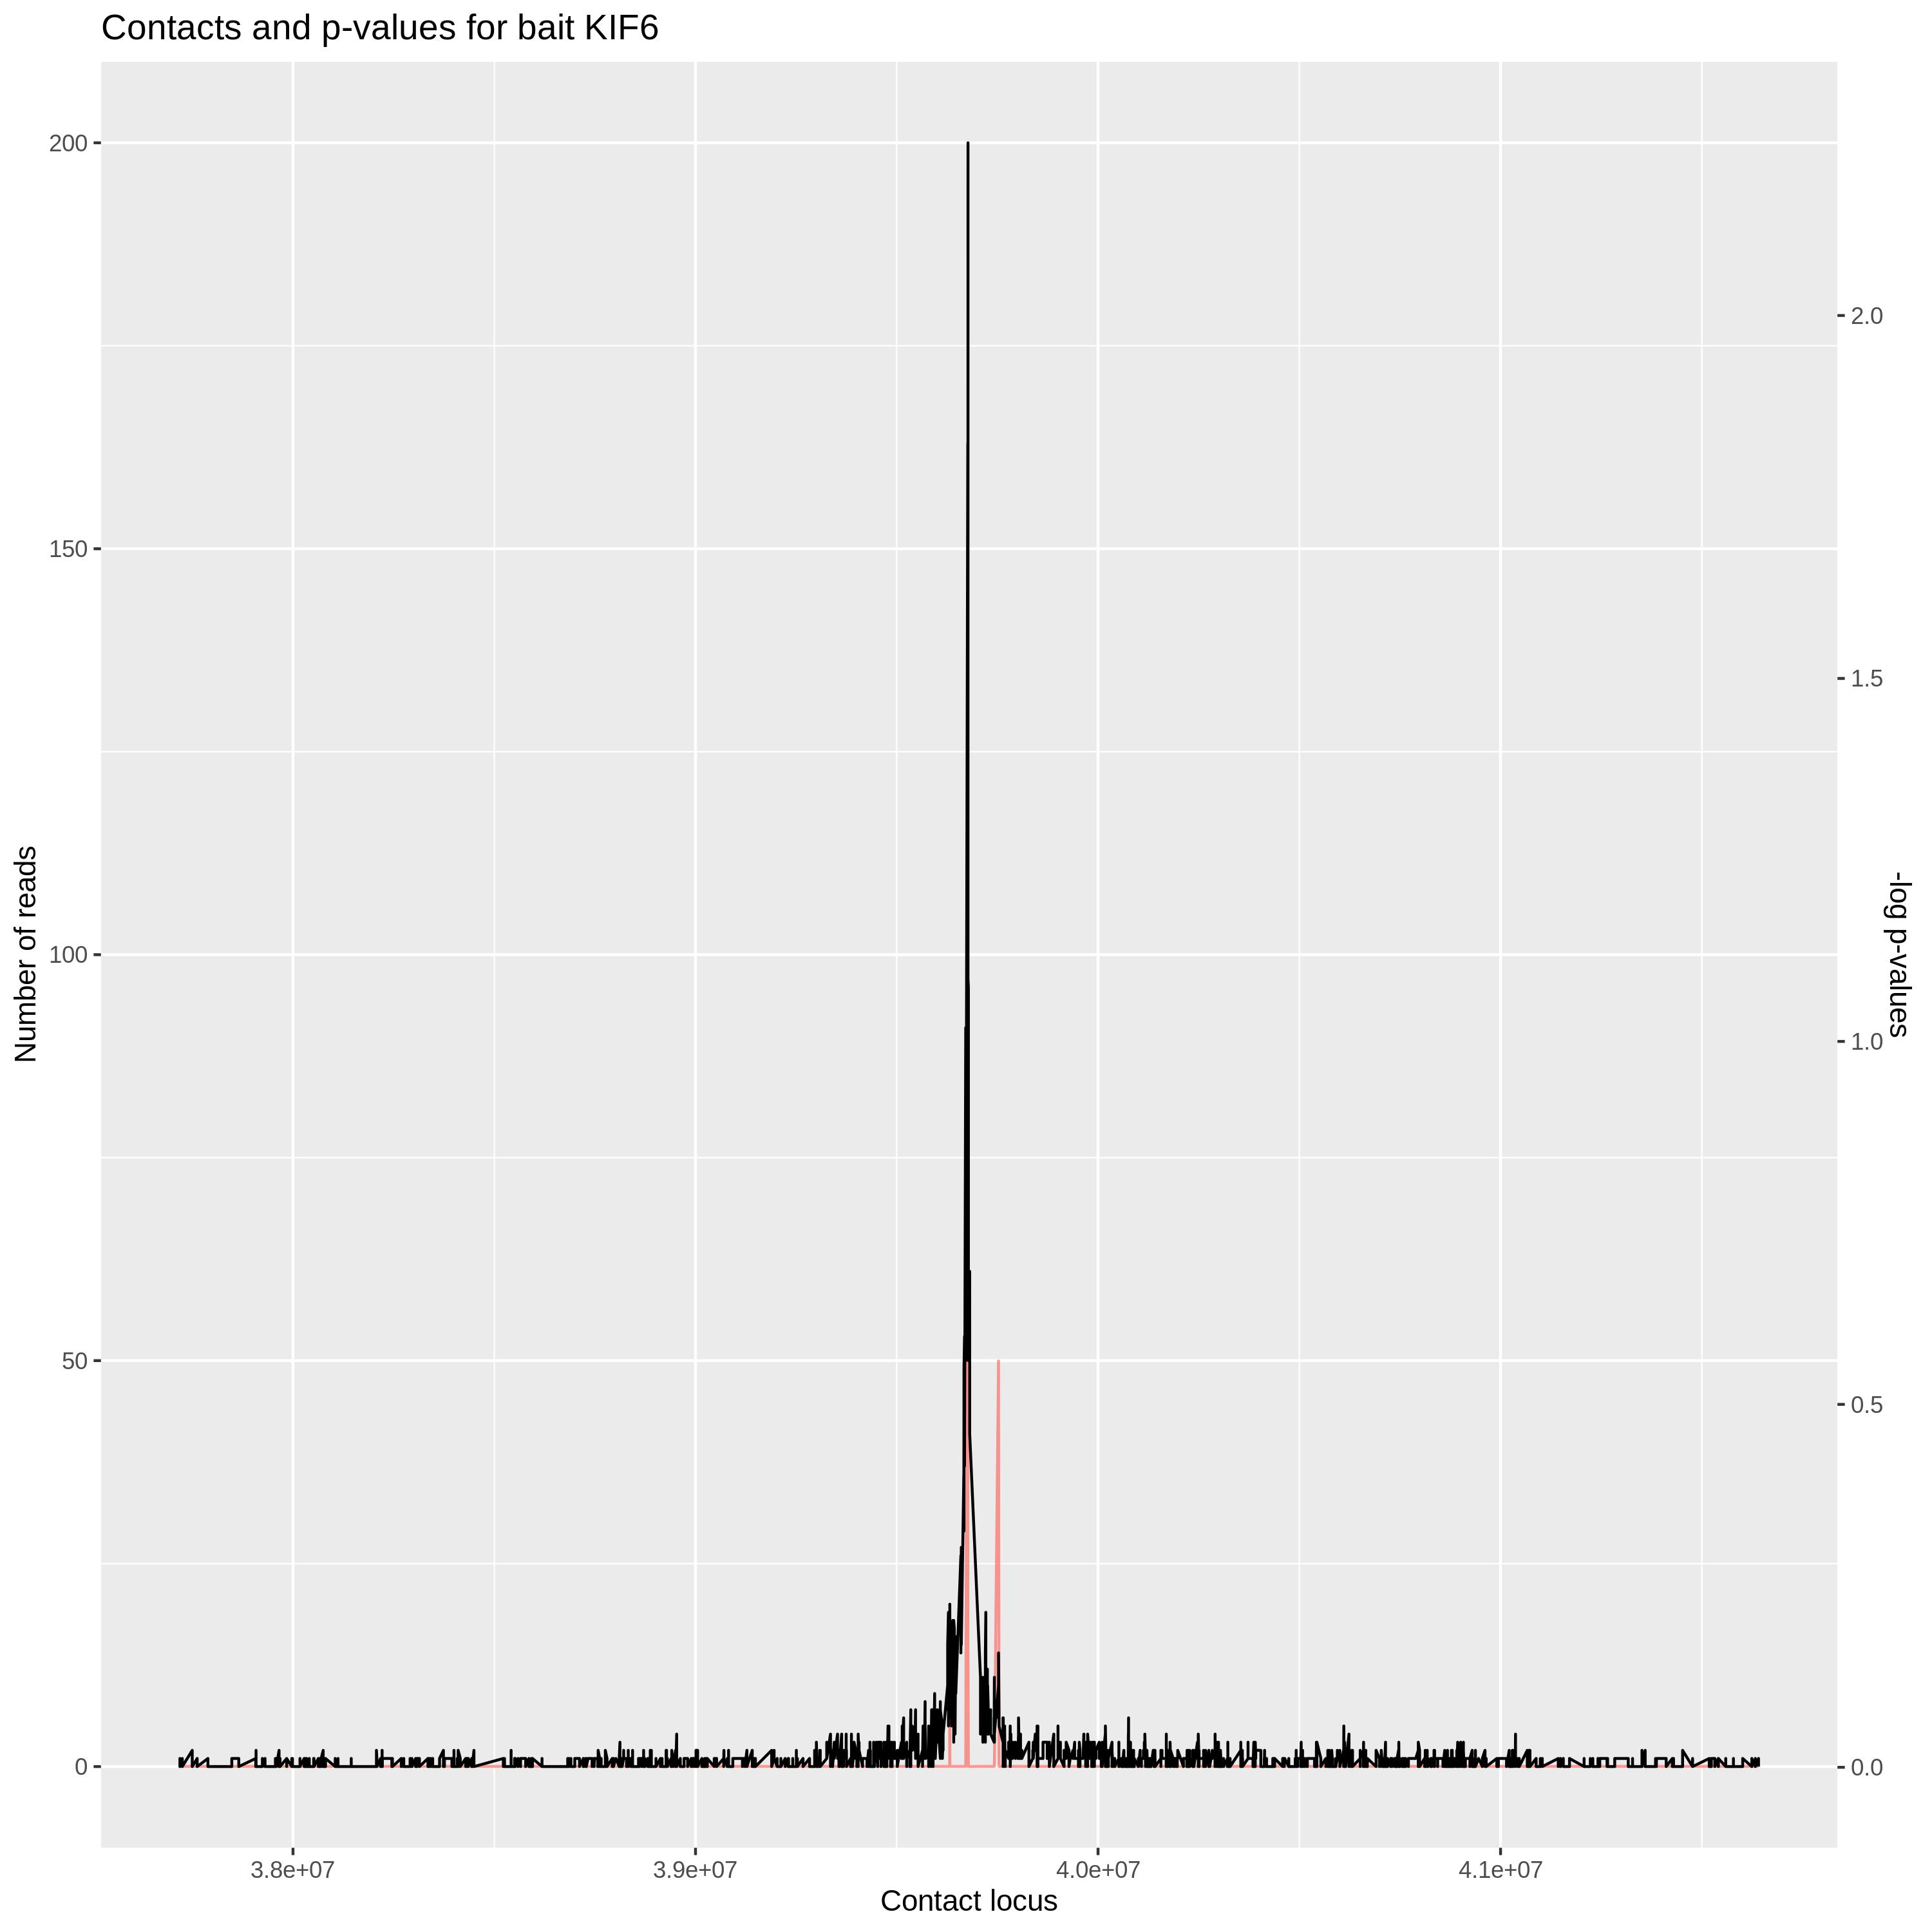 Contacts and p-values for bait KIF6
200
150
100
50
0
Number of reads
2.0
1.5
1.0
0.5
0.0
-log p-values
3.8e+07
3.9e+07
4.0e+07
4.1e+07
Contact locus